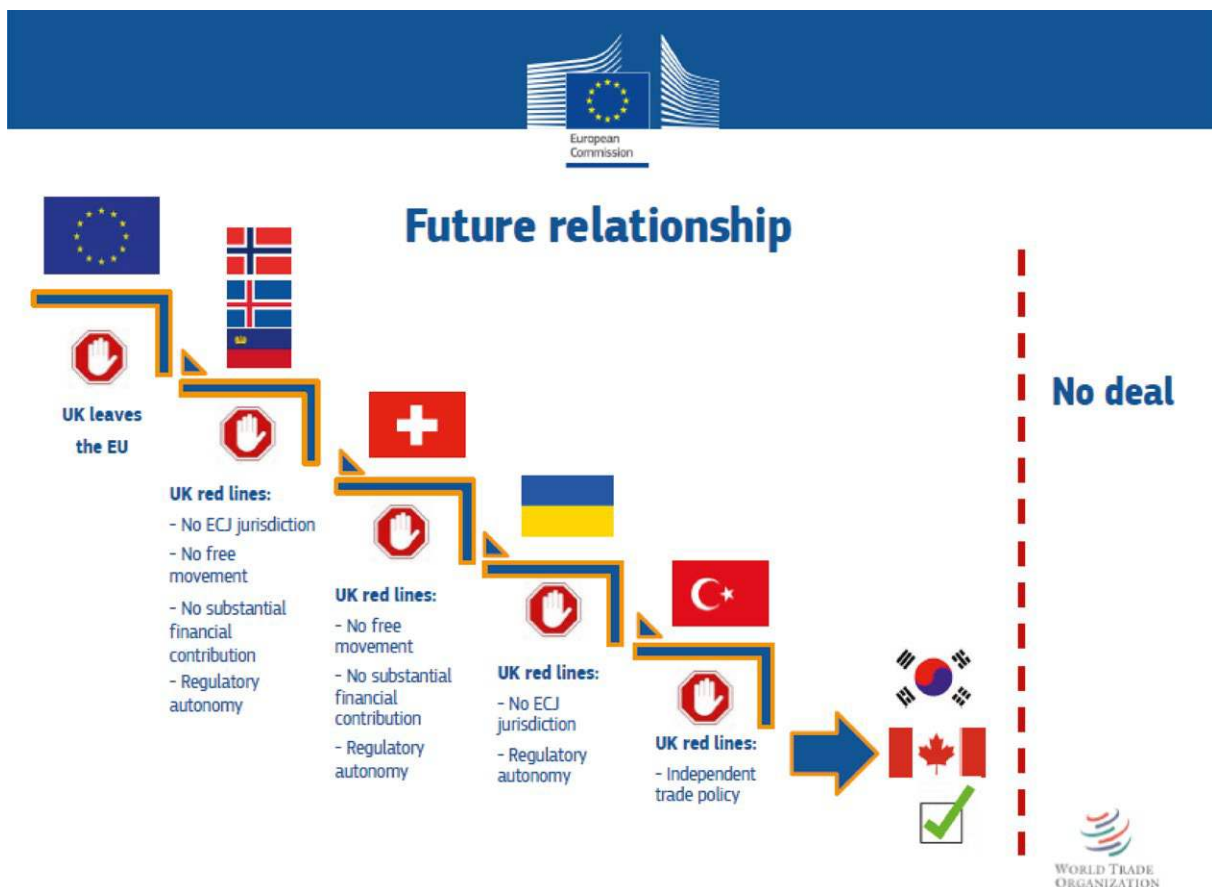 European
Commission
Future relationship
UK leaves
the EU
UK red lines:
- No ECJ jurisdiction
- No free
movement
- No substantial
financial
contribution
- Regulatory
autonomy
UK red lines:
- No free
movement
- No substantial
financial
contribution
- Regulatory
autonomy
UK red lines:
- No ECJ
jurisdiction
- Regulatory
autonomy
UK red lines:
- Independent
trade policy
No deal
WORLD TRADE
ORGANIZATION